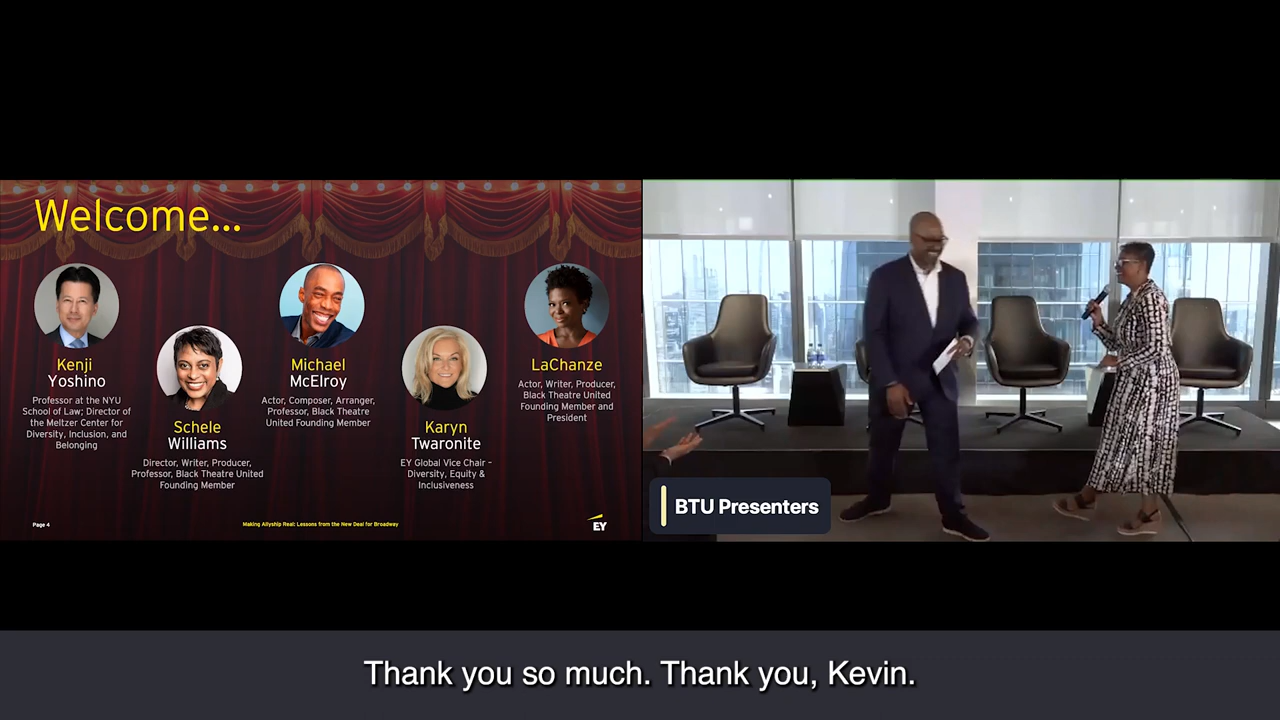 Welcome...
Kenji
Yoshino
Professor at the NYU
School of Law; Director of
the Meltzer Center for
Diversity, Inclusion, and
Belonging
Schele
Williams
Director, Writer, Producer,
Professor, Black Theatre United
Founding Member
Michael
McElroy
Actor, Composer, Arranger,
Professor, Black Theatre
United Founding Member
Karyn
Twaronite
EY Global Vice Chair –
Diversity, Equity &
Inclusiveness
LaChanze
Actor, Writer, Producer,
Black Theatre United
Founding Member and
President
Page 4
Making Allyship Real: Lessons from the New Deal for Broadway
EY
BTU Presenters
Thank you so much. Thank you, Kevin.